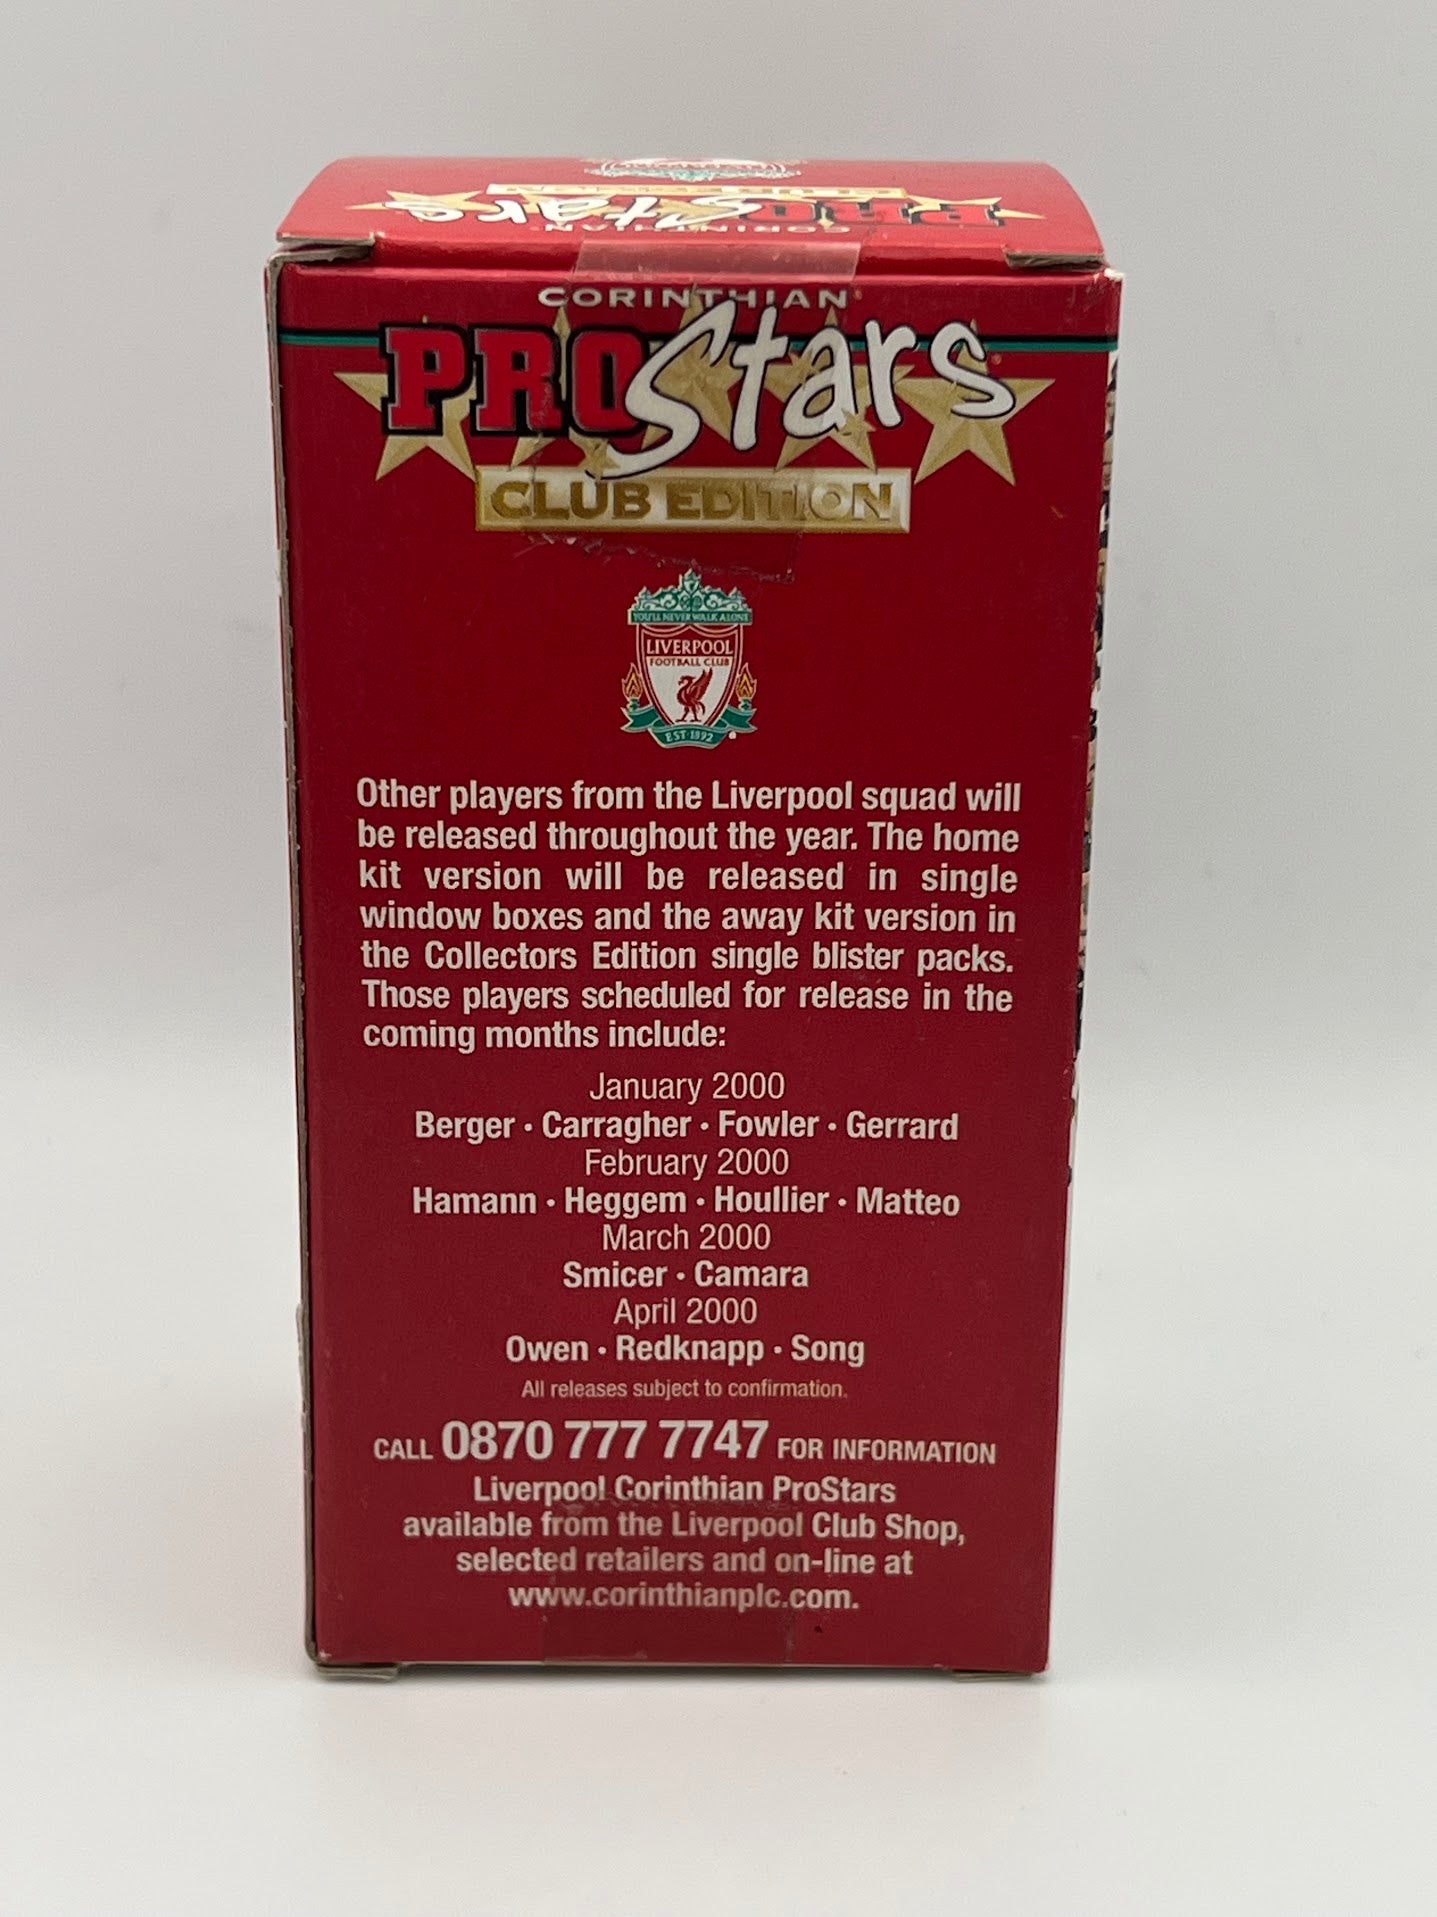 CORINTHIAN
PROStars
CLUB EDITION
CORINTHIAN
PROStars
CLUB EDITION
YOU'LL NEVER WALK ALONE
LIVERPOOL
FOOTBALL CLUB
EST·1892
Other players from the Liverpool squad will
be released throughout the year. The home
kit version will be released in single
window boxes and the away kit version in
the Collectors Edition single blister packs.
Those players scheduled for release in the
coming months include:
January 2000
Berger · Carragher · Fowler · Gerrard
February 2000
Hamann · Heggem · Houllier · Matteo
March 2000
Smicer · Camara
April 2000
Owen · Redknapp · Song
All releases subject to confirmation.
CALL 0870 777 7747 FOR INFORMATION
Liverpool Corinthian ProStars
available from the Liverpool Club Shop,
selected retailers and on-line at
www.corinthianplc.com.